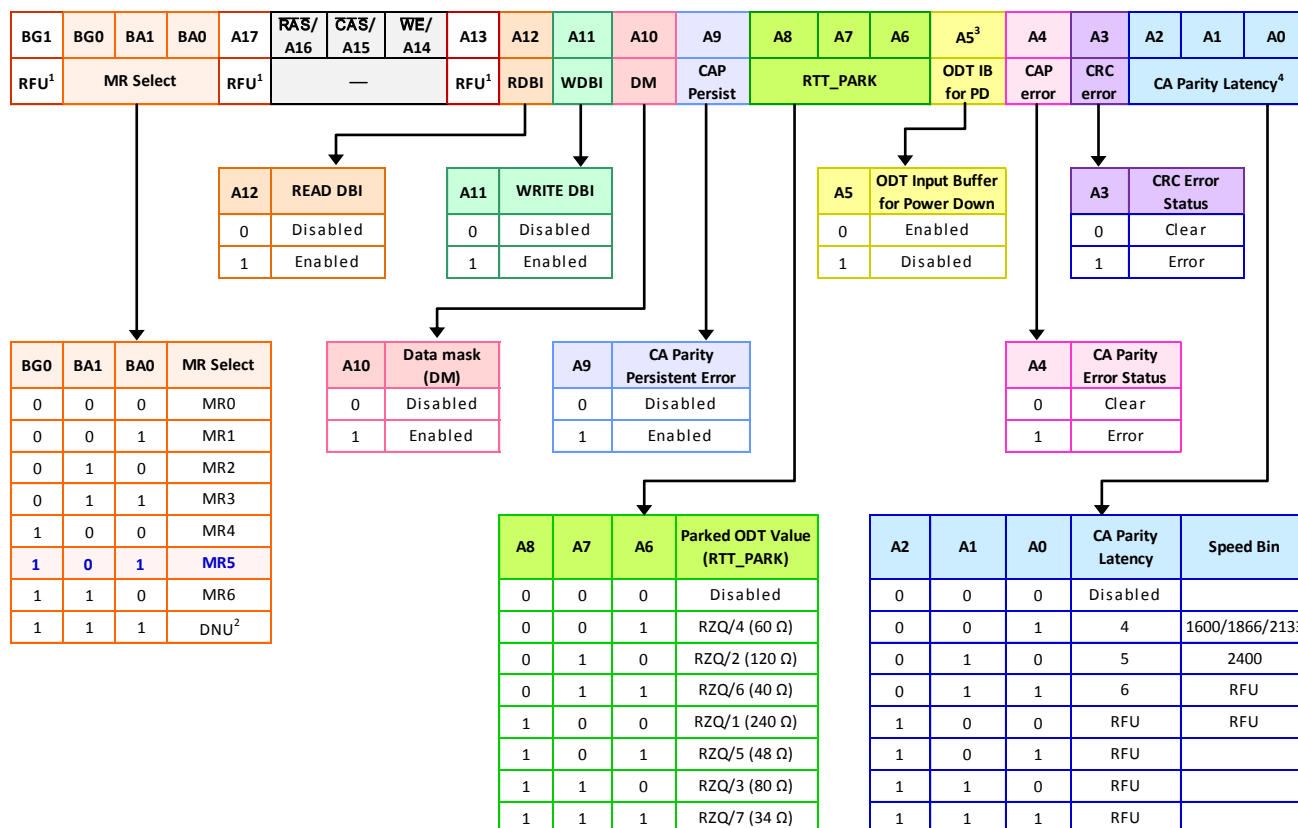 BG1 BG0 BA1 BA0 A17 RAS/ A16 CAS/ A15 WE/ A14 A13 A12 A11 A10 A9 A8 A7 A6 A5³ A4 A3 A2 A1 A0
RFU¹ MR Select RFU¹ — RFU¹ RDBI WDBI DM CAP Persist RTT_PARK ODT IB for PD CAP error CRC error CA Parity Latency⁴
A12 READ DBI
0 Disabled
1 Enabled
A11 WRITE DBI
0 Disabled
1 Enabled
A5 ODT Input Buffer for Power Down
0 Enabled
1 Disabled
A3 CRC Error Status
0 Clear
1 Error
BG0 BA1 BA0 MR Select
0 0 0 MR0
0 0 1 MR1
0 1 0 MR2
0 1 1 MR3
1 0 0 MR4
1 0 1 MR5
1 1 0 MR6
1 1 1 DNU²
A10 Data mask (DM)
0 Disabled
1 Enabled
A9 CA Parity Persistent Error
0 Disabled
1 Enabled
A4 CA Parity Error Status
0 Clear
1 Error
A8 A7 A6 Parked ODT Value (RTT_PARK)
0 0 0 Disabled
0 0 1 RZQ/4 (60 Ω)
0 1 0 RZQ/2 (120 Ω)
0 1 1 RZQ/6 (40 Ω)
1 0 0 RZQ/1 (240 Ω)
1 0 1 RZQ/5 (48 Ω)
1 1 0 RZQ/3 (80 Ω)
1 1 1 RZQ/7 (34 Ω)
A2 A1 A0 CA Parity Latency Speed Bin
0 0 0 Disabled
0 0 1 4 1600/1866/2133
0 1 0 5 2400
0 1 1 6 RFU
1 0 0 RFU RFU
1 0 1 RFU
1 1 0 RFU
1 1 1 RFU